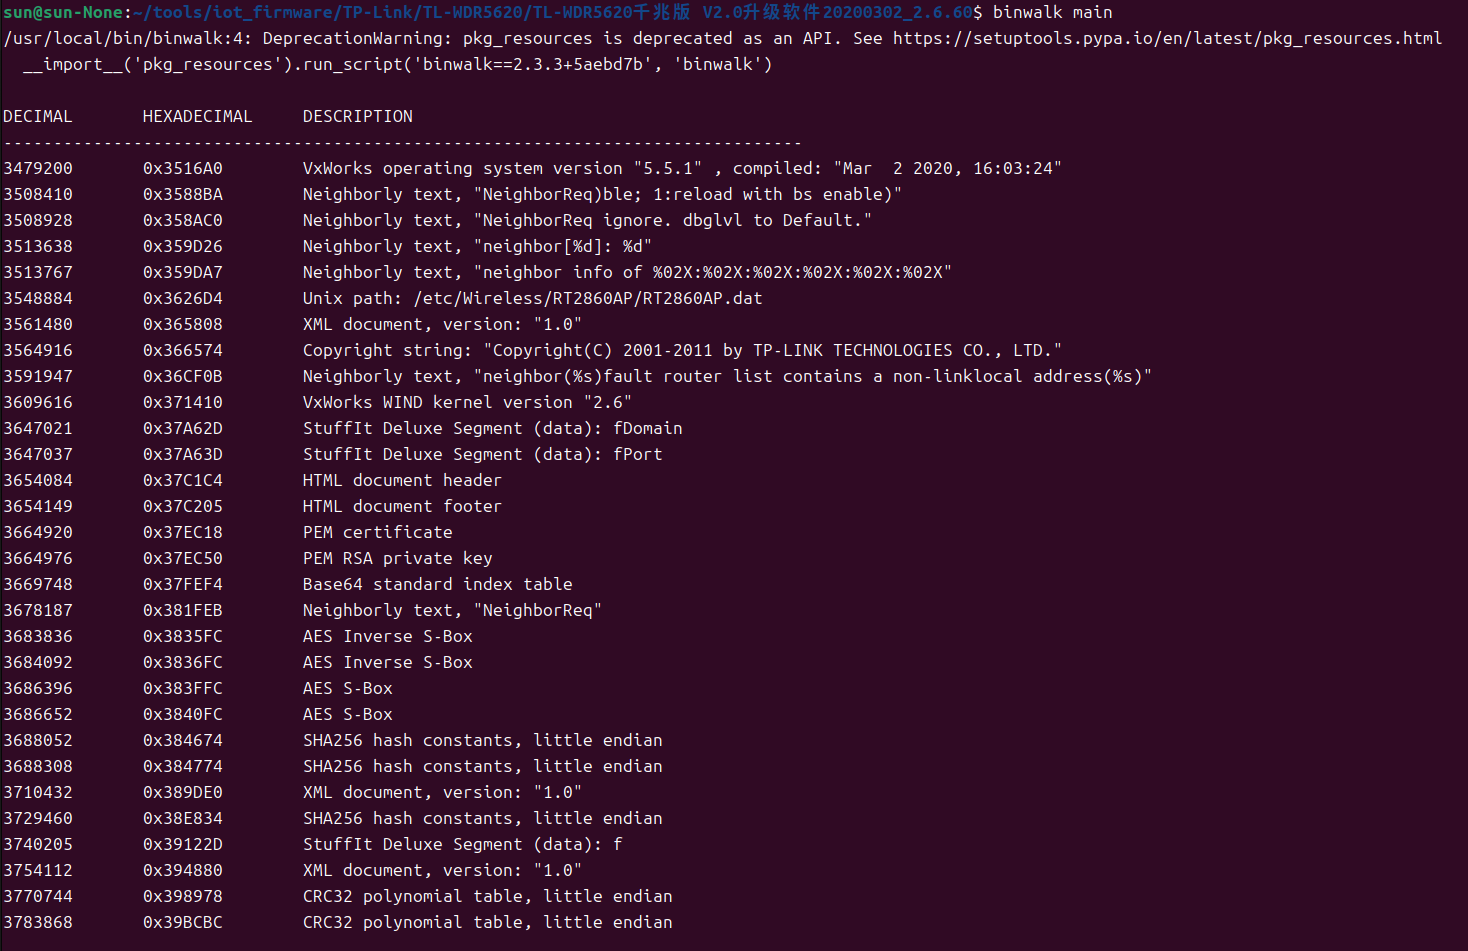 sun@sun-None:~/tools/iot_firmware/TP-Link/TL-WDR5620/TL-WDR5620千兆版 V2.0升级软件20200302_2.6.60$ binwalk main
/usr/local/bin/binwalk:4: DeprecationWarning: pkg_resources is deprecated as an API. See https://setuptools.pypa.io/en/latest/pkg_resources.html
  __import__('pkg_resources').run_script('binwalk==2.3.3+5aebd7b', 'binwalk')
DECIMAL       HEXADECIMAL     DESCRIPTION
--------------------------------------------------------------------------------
3479200       0x3516A0        VxWorks operating system version "5.5.1" , compiled: "Mar  2 2020, 16:03:24"
3508410       0x3588BA        Neighborly text, "NeighborReq)ble; 1:reload with bs enable)"
3508928       0x358AC0        Neighborly text, "NeighborReq ignore. dbglvl to Default."
3513638       0x359D26        Neighborly text, "neighbor[%d]: %d"
3513767       0x359DA7        Neighborly text, "neighbor info of %02X:%02X:%02X:%02X:%02X:%02X"
3548884       0x3626D4        Unix path: /etc/Wireless/RT2860AP/RT2860AP.dat
3561480       0x365808        XML document, version: "1.0"
3564916       0x366574        Copyright string: "Copyright(C) 2001-2011 by TP-LINK TECHNOLOGIES CO., LTD."
3591947       0x36CF0B        Neighborly text, "neighbor(%s)fault router list contains a non-linklocal address(%s)"
3609616       0x371410        VxWorks WIND kernel version "2.6"
3647021       0x37A62D        StuffIt Deluxe Segment (data): fDomain
3647037       0x37A63D        StuffIt Deluxe Segment (data): fPort
3654084       0x37C1C4        HTML document header
3654149       0x37C205        HTML document footer
3664920       0x37EC18        PEM certificate
3664976       0x37EC50        PEM RSA private key
3669748       0x37FEF4        Base64 standard index table
3678187       0x381FEB        Neighborly text, "NeighborReq"
3683836       0x3835FC        AES Inverse S-Box
3684092       0x3836FC        AES Inverse S-Box
3686396       0x383FFC        AES S-Box
3686652       0x3840FC        AES S-Box
3688052       0x384674        SHA256 hash constants, little endian
3688308       0x384774        SHA256 hash constants, little endian
3710432       0x389DE0        XML document, version: "1.0"
3729460       0x38E834        SHA256 hash constants, little endian
3740205       0x39122D        StuffIt Deluxe Segment (data): f
3754112       0x394880        XML document, version: "1.0"
3770744       0x398978        CRC32 polynomial table, little endian
3783868       0x39BCBC        CRC32 polynomial table, little endian